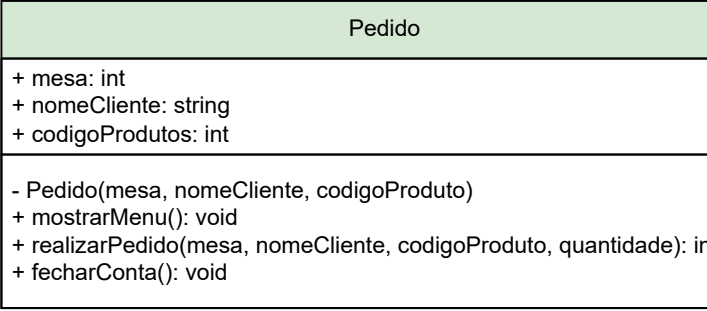 Pedido
+ mesa: int
+ nomeCliente: string
+ codigoProdutos: int
- Pedido(mesa, nomeCliente, codigoProduto)
+ mostrarMenu(): void
+ realizarPedido(mesa, nomeCliente, codigoProduto, quantidade):
+ fecharConta(): void